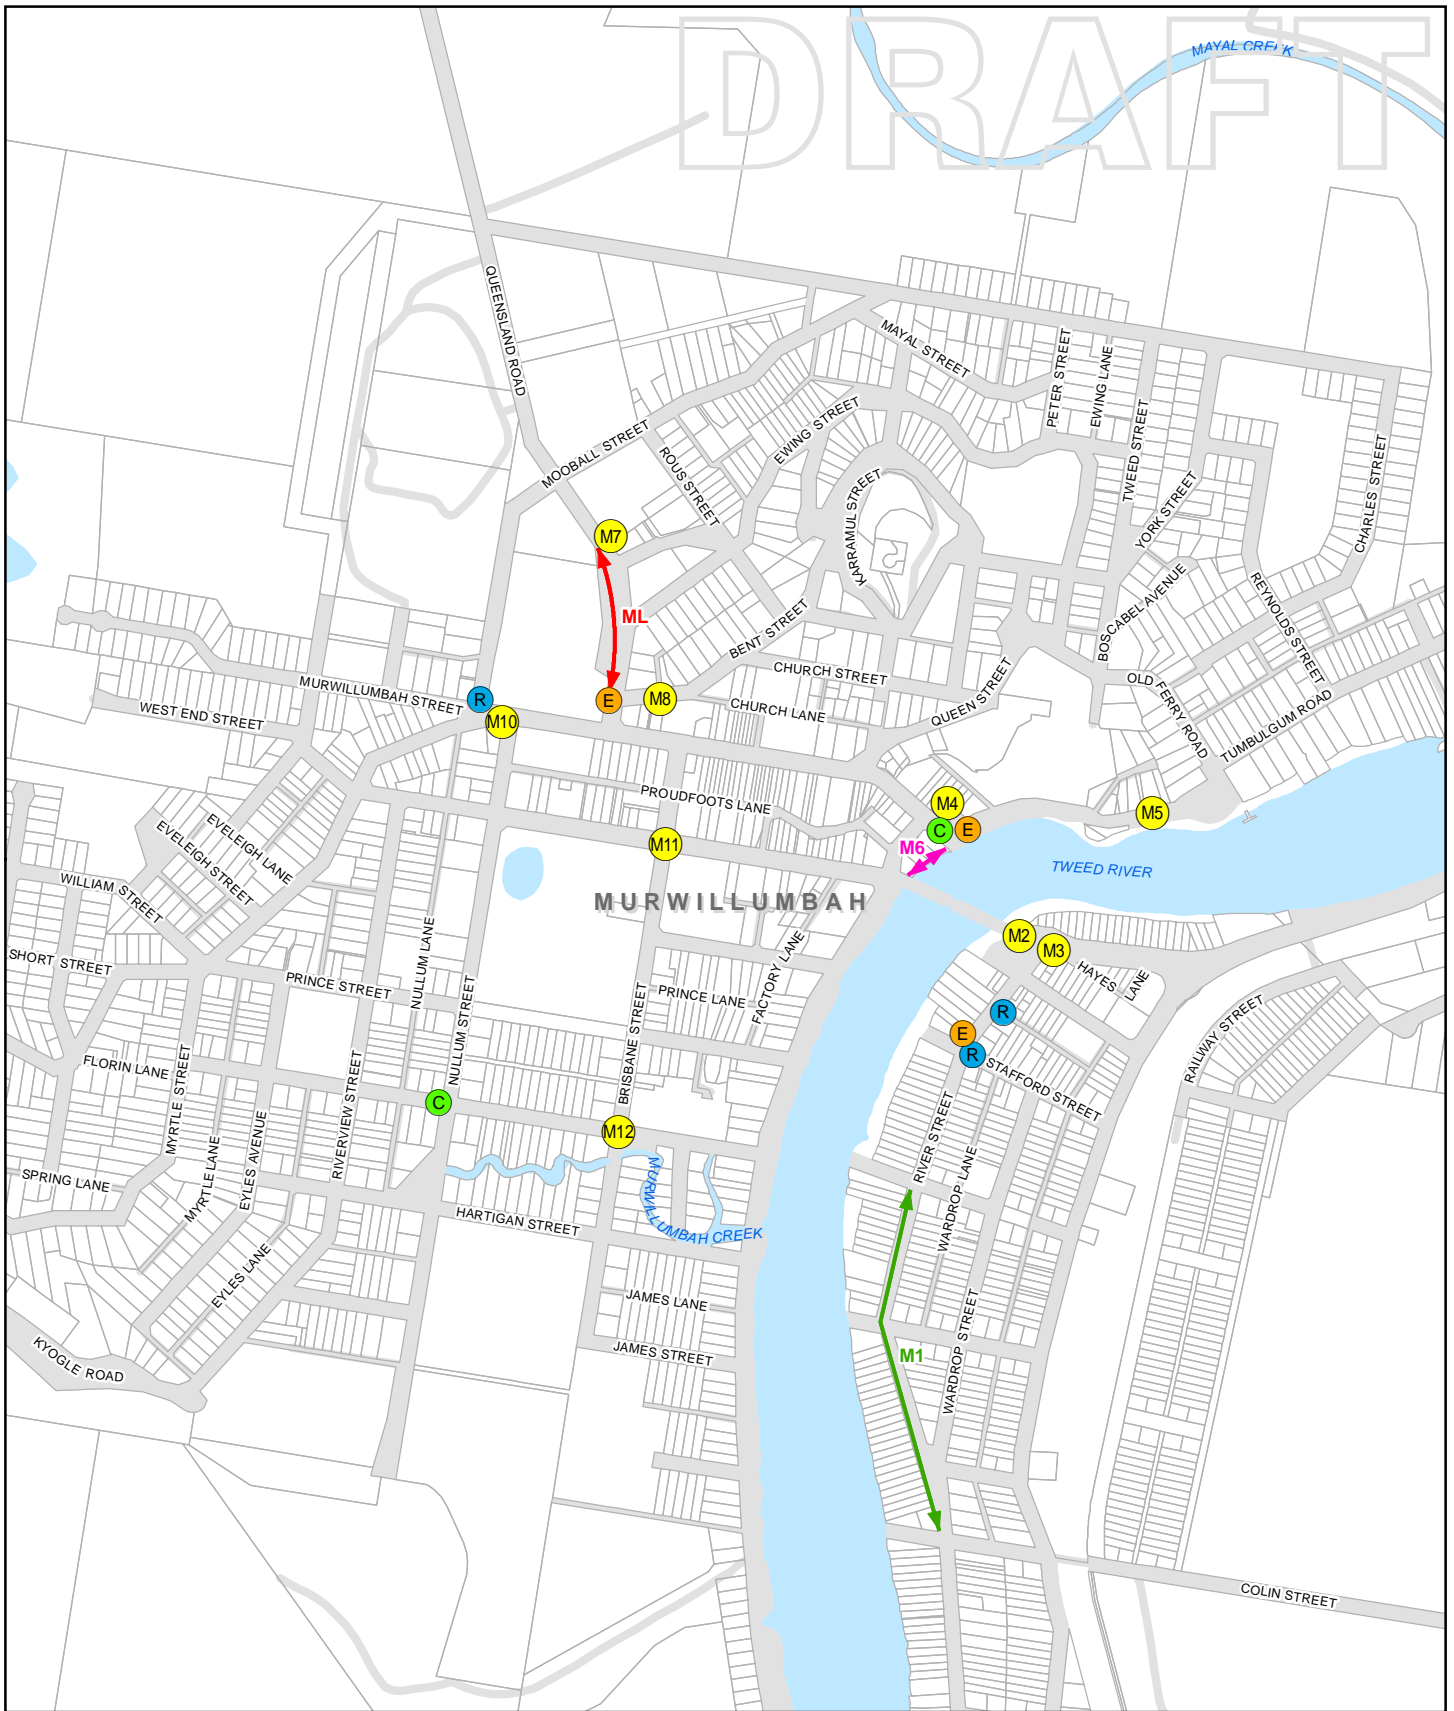 DRAFT
MAYAL CREEK
QUEENSLAND ROAD
MAYAL STREET
PETER STREET
EWING LANE
TWEED STREET
MOOBALL STREET
ROUS STREET
EWING STREET
KARRAMUL STREET
YORK STREET
CHARLES STREET
M7
ML
BENT STREET
BOSCABEL AVENUE
REYNOLDS STREET
CHURCH STREET
QUEEN STREET
OLD FERRY ROAD
TUMBULGUM ROAD
MURWILLUMBAH STREET
WEST END STREET
R
M10
E
M8
CHURCH LANE
PROUDFOOTS LANE
M4
C
E
M5
M6
M11
EVELEIGH LANE
EVELEIGH STREET
WILLIAM STREET
TWEED RIVER
MURWILLUMBAH
M2
M3
HAYES LANE
SHORT STREET
PRINCE STREET
NULLUM LANE
NULLUM STREET
PRINCE LANE
FACTORY LANE
BRISBANE STREET
R
E
R
STAFFORD STREET
RAILWAY STREET
FLORIN LANE
MYRTLE STREET
RIVERVIEW STREET
C
M12
RIVER STREET
WARDROP LANE
SPRING LANE
MYRTLE LANE
EYLES AVENUE
EYLES LANE
HARTIGAN STREET
MURWILLUMBAH CREEK
JAMES LANE
JAMES STREET
KYOGLE ROAD
M1
WARDROP STREET
COLIN STREET